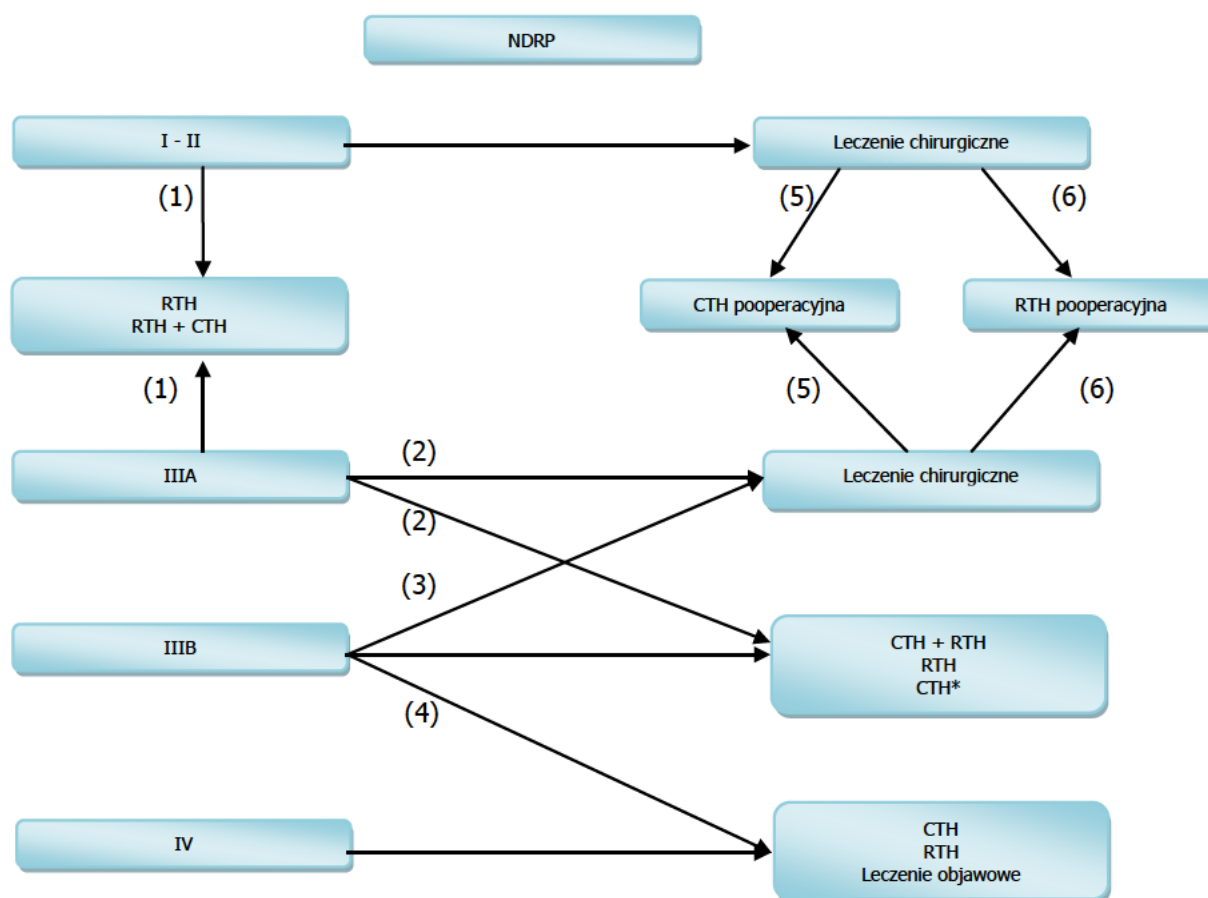 NDRP
I - II
Leczenie chirurgiczne
(1)
(5)
(6)
RTH
RTH + CTH
CTH pooperacyjna
RTH pooperacyjna
(1)
(5)
(6)
IIIA
(2)
Leczenie chirurgiczne
(2)
(3)
IIIB
CTH + RTH
RTH
CTH*
(4)
IV
CTH
RTH
Leczenie objawowe